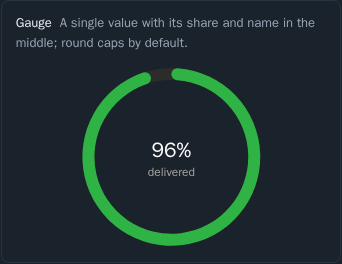 Gauge A single value with its share and name in the
middle; round caps by default.
96%
delivered